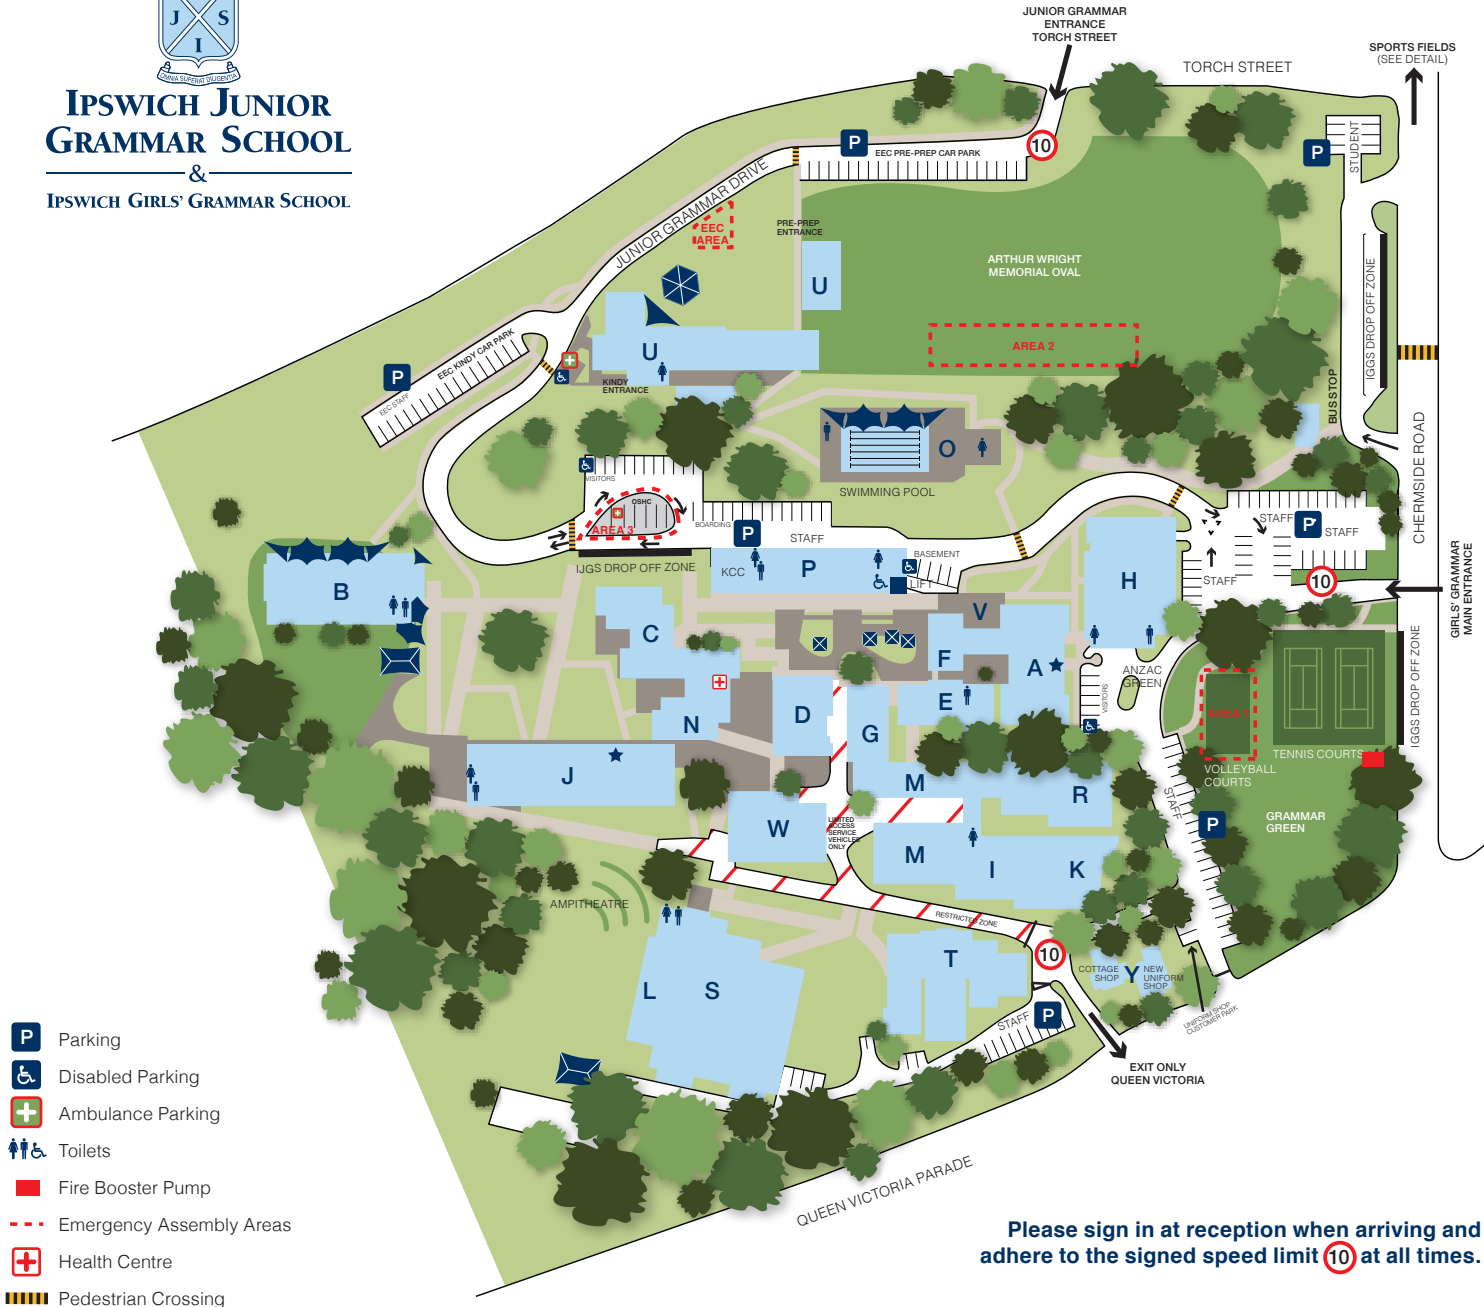 J S
I
OMNIA SUPERAT DILIGENTIA
IPSWICH JUNIOR
GRAMMAR SCHOOL
&
IPSWICH GIRLS' GRAMMAR SCHOOL
JUNIOR GRAMMAR
ENTRANCE
TORCH STREET
TORCH STREET
SPORTS FIELDS
(SEE DETAIL)
P
EEC PRE-PREP CAR PARK
10
P
STUDENT
JUNIOR GRAMMAR DRIVE
EEC
AREA
PRE-PREP
ENTRANCE
U
ARTHUR WRIGHT
MEMORIAL OVAL
IGGS DROP OFF ZONE
AREA 2
U
KINDY
ENTRANCE
EEC KINDY CAR PARK
EEC STAFF
P
BUS STOP
CHERMSIDE ROAD
O
SWIMMING POOL
VISITORS
OSHC
AREA 3
BOARDING
P
STAFF
IJGS DROP OFF ZONE
KCC
P
BASEMENT
LIFT
STAFF
P
STAFF
STAFF
10
GIRLS' GRAMMAR
MAIN ENTRANCE
H
B
C
V
F
A
E
N
D
G
ANZAC
GREEN
VISITORS
AREA 1
TENNIS COURTS
VOLLEYBALL
COURTS
IGGS DROP OFF ZONE
J
M
R
W
LIMITED
ACCESS
SERVICE
VEHICLES
ONLY
M
I
K
STAFF
P
GRAMMAR
GREEN
AMPITHEATRE
RESTRICTED ZONE
L
S
T
10
COTTAGE
SHOP
Y
NEW
UNIFORM
SHOP
UNIFORM SHOP
CUSTOMER PARK
STAFF
P
EXIT ONLY
QUEEN VICTORIA
QUEEN VICTORIA PARADE
P Parking
Disabled Parking
Ambulance Parking
Toilets
Fire Booster Pump
Emergency Assembly Areas
Health Centre
Pedestrian Crossing
Please sign in at reception when arriving and
adhere to the signed speed limit 10 at all times.